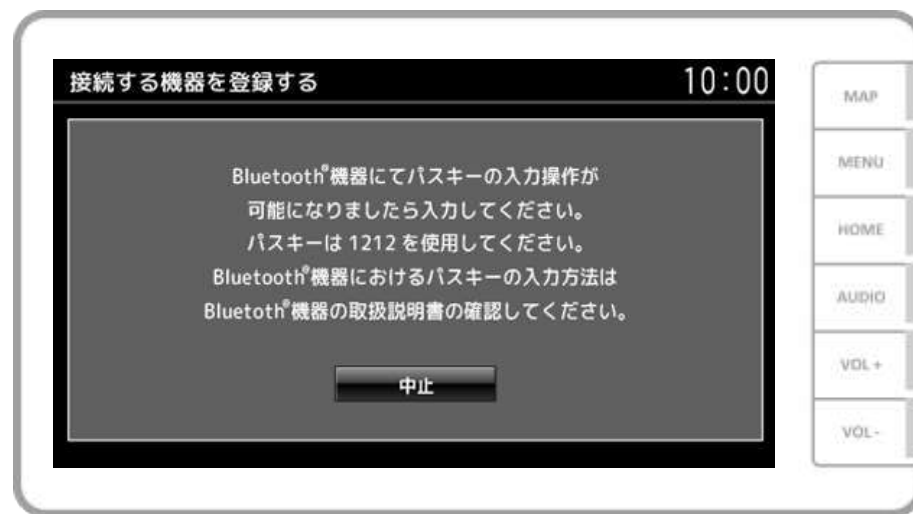 接続する機器を登録する
10:00
Bluetooth®機器にてパスキーの入力操作が
可能になりましたら入力してください。
パスキーは 1212 を使用してください。
Bluetooth®機器におけるパスキーの入力方法は
Bluetoth®機器の取扱説明書の確認してください。
中止
MAP
MENU
HOME
AUDIO
VOL+
VOL-